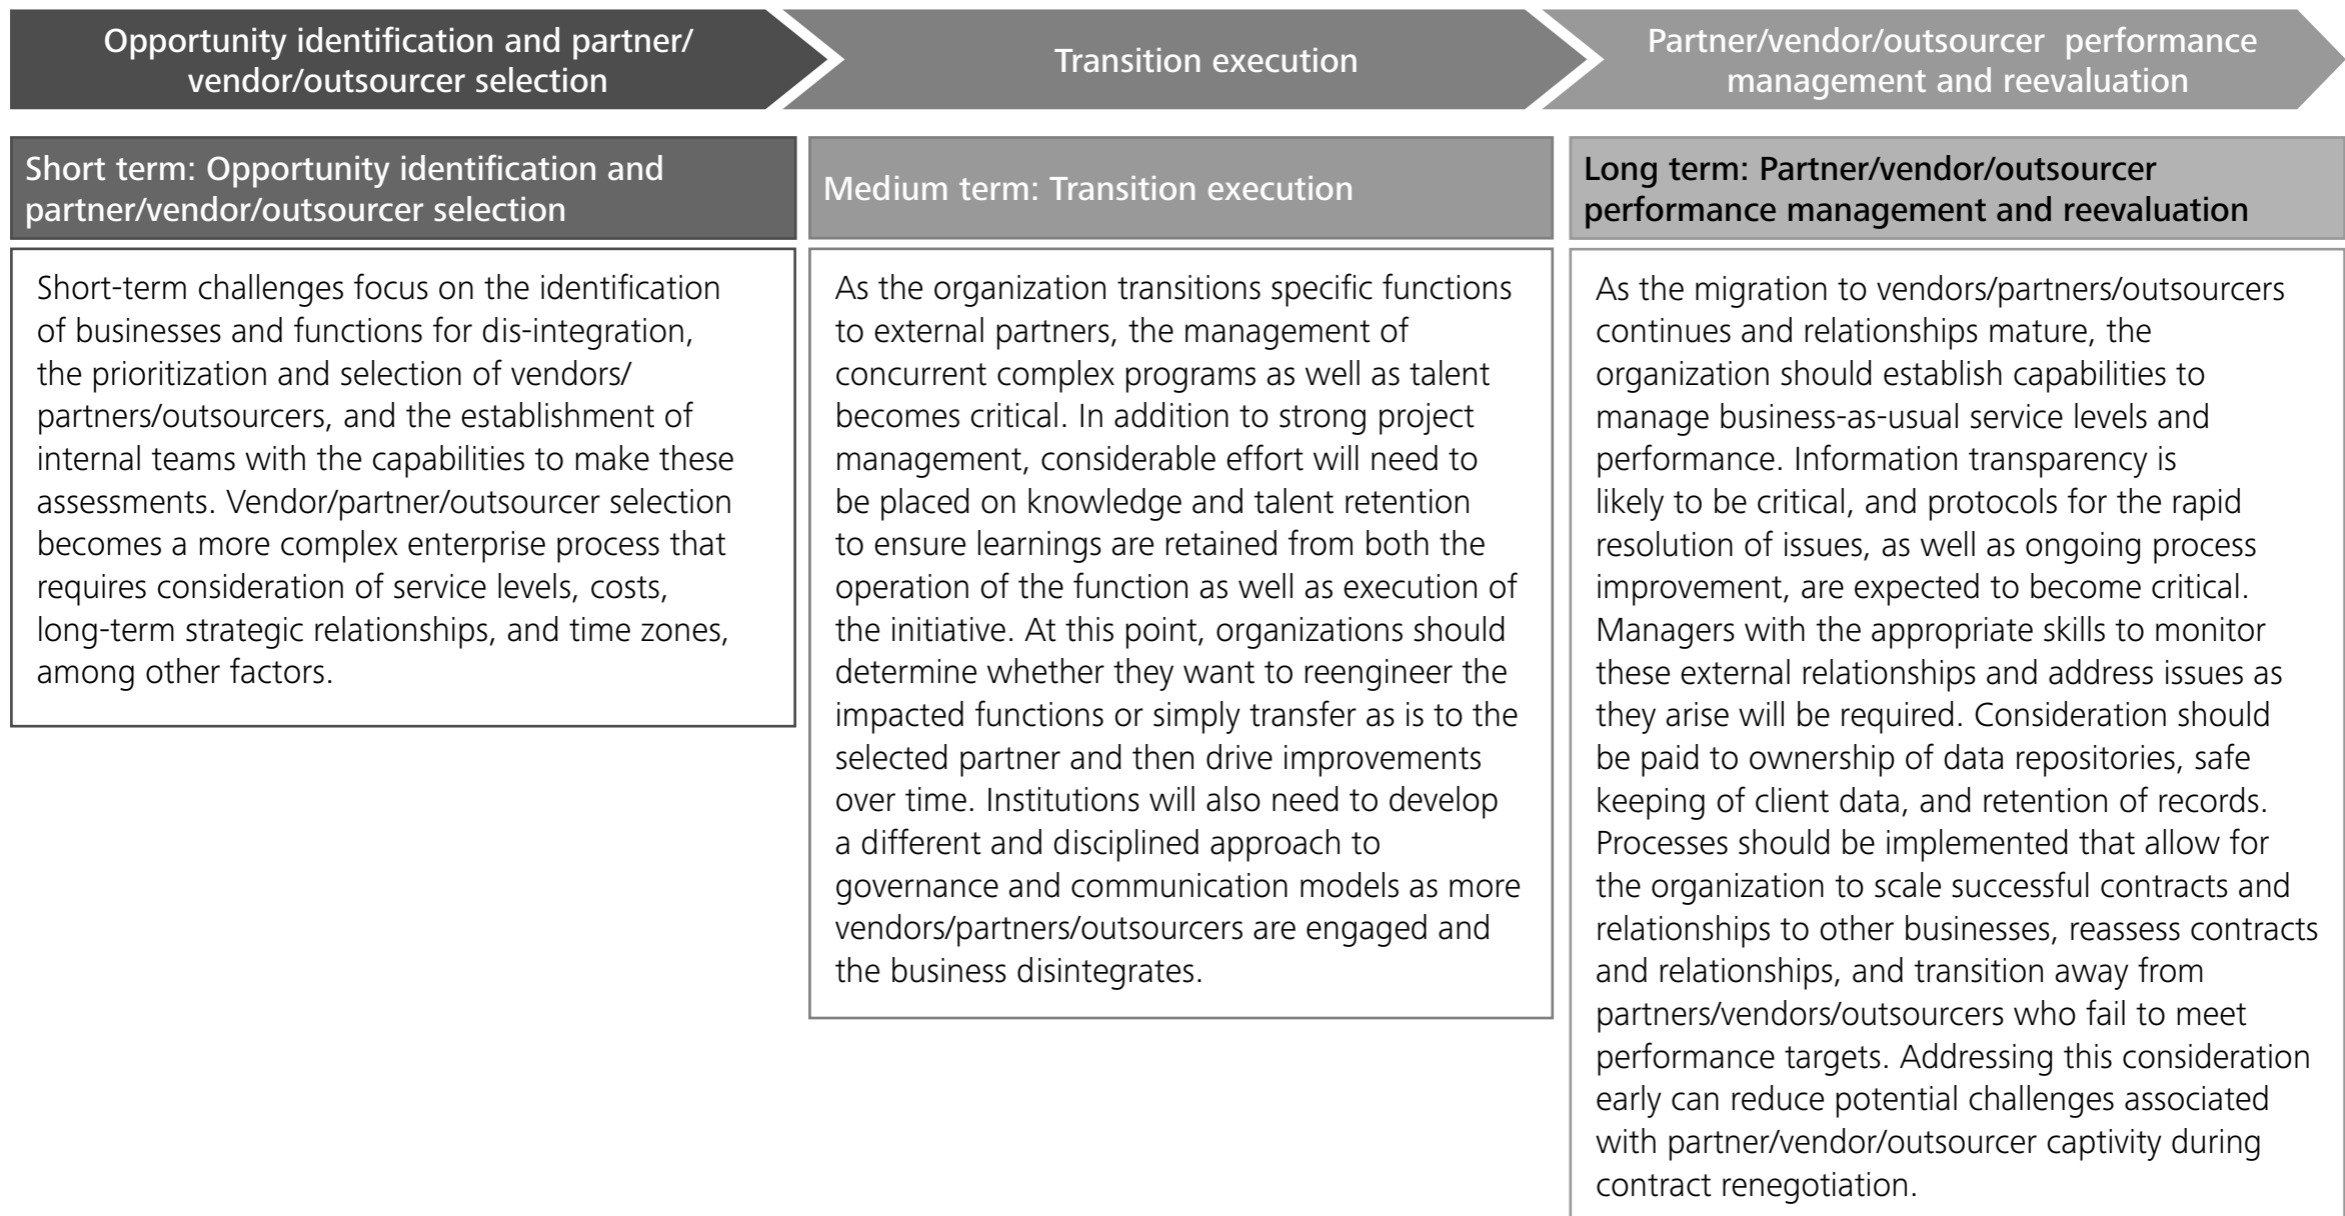 Opportunity identification and partner/
vendor/outsourcer selection
Transition execution
Partner/vendor/outsourcer performance
management and reevaluation
Short term: Opportunity identification and
partner/vendor/outsourcer selection
Short-term challenges focus on the identification
of businesses and functions for dis-integration,
the prioritization and selection of vendors/
partners/outsourcers, and the establishment of
internal teams with the capabilities to make these
assessments. Vendor/partner/outsourcer selection
becomes a more complex enterprise process that
requires consideration of service levels, costs,
long-term strategic relationships, and time zones,
among other factors.
Medium term: Transition execution
As the organization transitions specific functions
to external partners, the management of
concurrent complex programs as well as talent
becomes critical. In addition to strong project
management, considerable effort will need to
be placed on knowledge and talent retention
to ensure learnings are retained from both the
operation of the function as well as execution of
the initiative. At this point, organizations should
determine whether they want to reengineer the
impacted functions or simply transfer as is to the
selected partner and then drive improvements
over time. Institutions will also need to develop
a different and disciplined approach to
governance and communication models as more
vendors/partners/outsourcers are engaged and
the business disintegrates.
Long term: Partner/vendor/outsourcer
performance management and reevaluation
As the migration to vendors/partners/outsourcers
continues and relationships mature, the
organization should establish capabilities to
manage business-as-usual service levels and
performance. Information transparency is
likely to be critical, and protocols for the rapid
resolution of issues, as well as ongoing process
improvement, are expected to become critical.
Managers with the appropriate skills to monitor
these external relationships and address issues as
they arise will be required. Consideration should
be paid to ownership of data repositories, safe
keeping of client data, and retention of records.
Processes should be implemented that allow for
the organization to scale successful contracts and
relationships to other businesses, reassess contracts
and relationships, and transition away from
partners/vendors/outsourcers who fail to meet
performance targets. Addressing this consideration
early can reduce potential challenges associated
with partner/vendor/outsourcer captivity during
contract renegotiation.